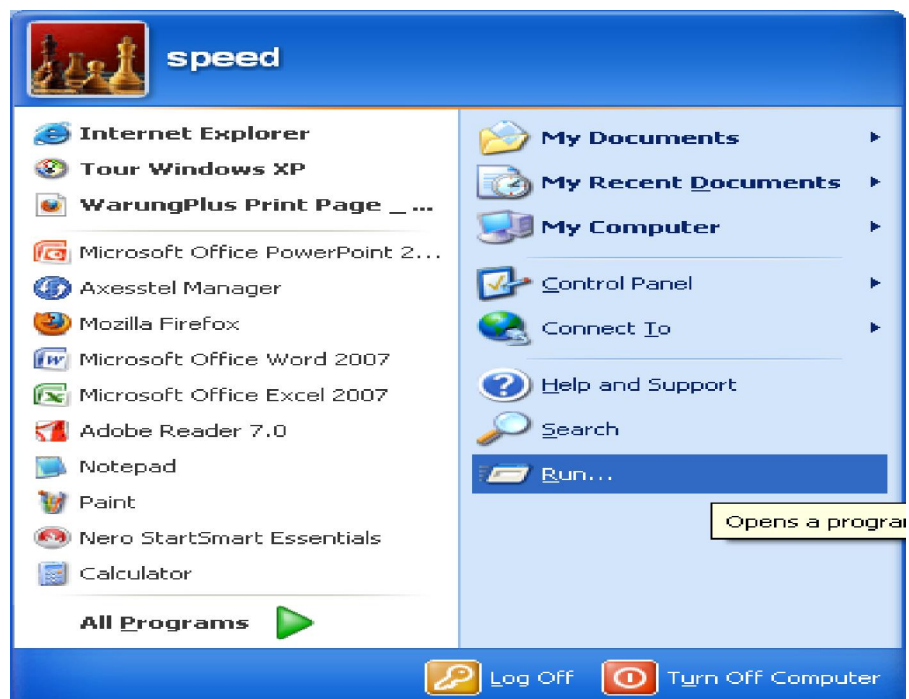 speed
Internet Explorer
Tour Windows XP
WarungPlus Print Page _ ...
Microsoft Office PowerPoint 2...
Axesstel Manager
Mozilla Firefox
Microsoft Office Word 2007
Microsoft Office Excel 2007
Adobe Reader 7.0
Notepad
Paint
Nero StartSmart Essentials
Calculator
All Programs
My Documents
My Recent Documents
My Computer
Control Panel
Connect To
Help and Support
Search
Run...
Opens a progra
Log Off
Turn Off Computer